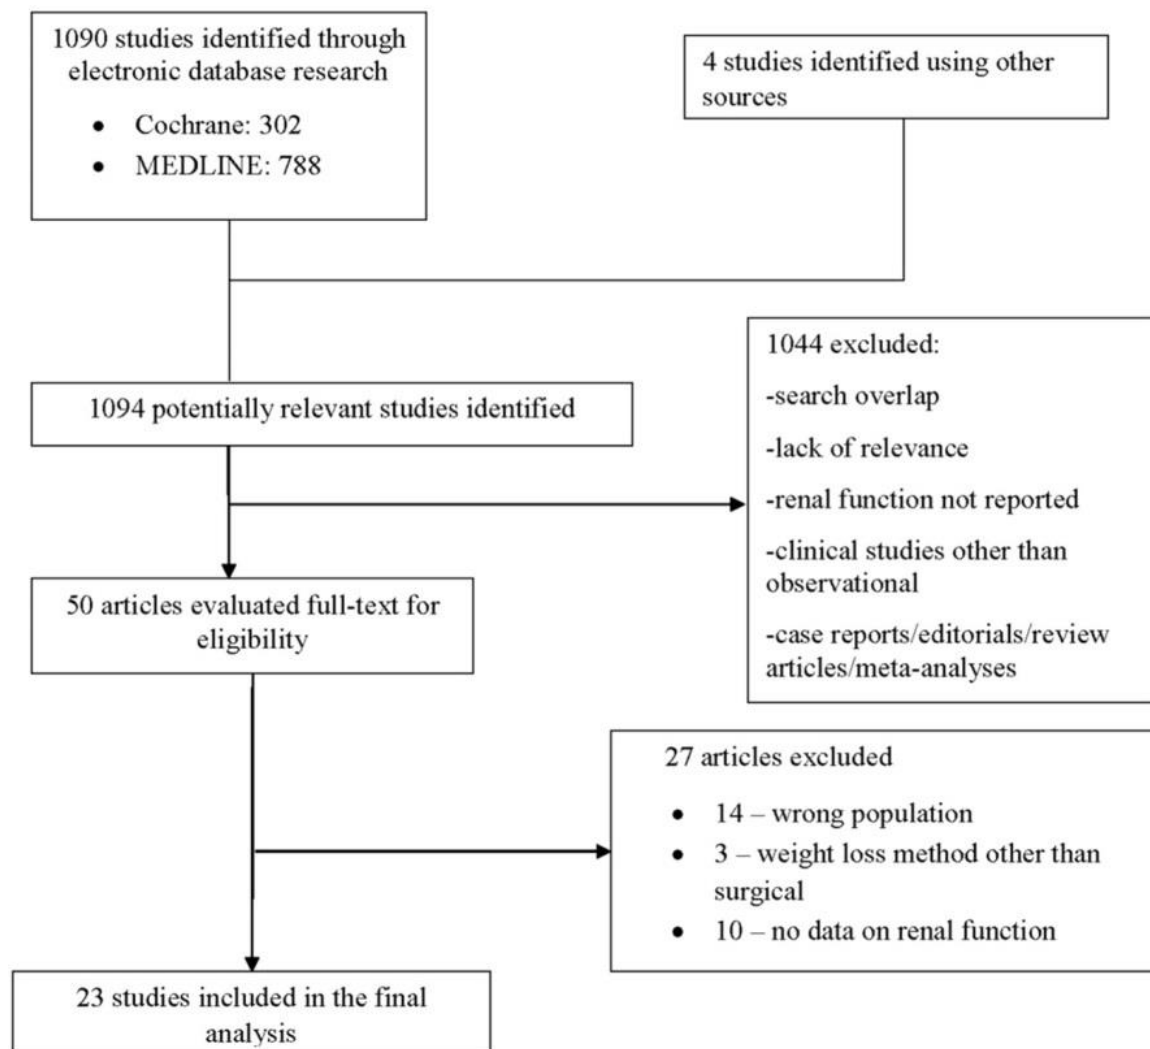 1090 studies identified through
electronic database research
• Cochrane: 302
• MEDLINE: 788
4 studies identified using other
sources
1094 potentially relevant studies identified
1044 excluded:
-search overlap
-lack of relevance
-renal function not reported
-clinical studies other than
observational
-case reports/editorials/review
articles/meta-analyses
50 articles evaluated full-text for
eligibility
27 articles excluded
• 14 – wrong population
• 3 – weight loss method other than
surgical
• 10 – no data on renal function
23 studies included in the final
analysis